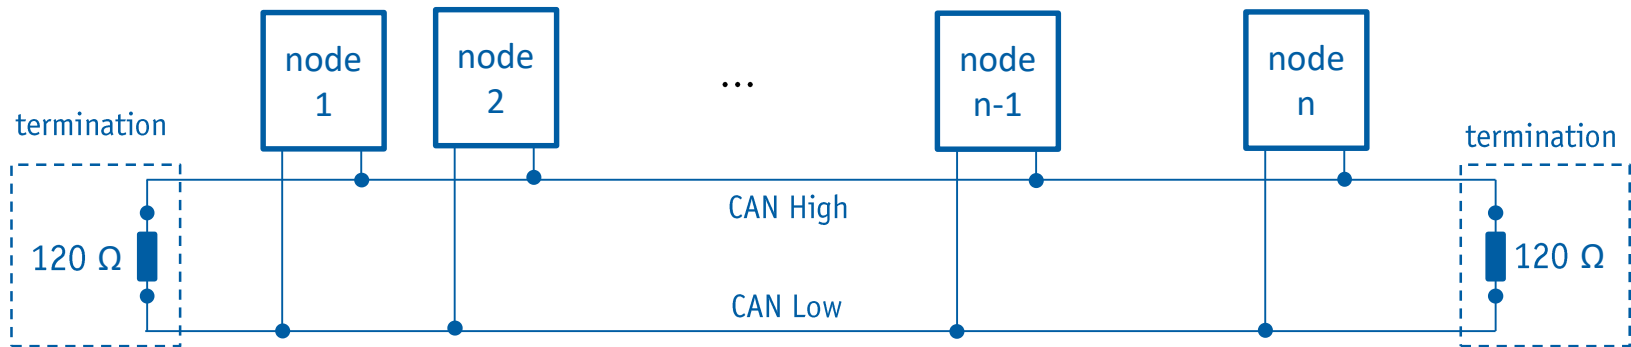 node
1
node
2
...
node
n-1
node
n
termination
termination
CAN High
120 Ω
120 Ω
CAN Low